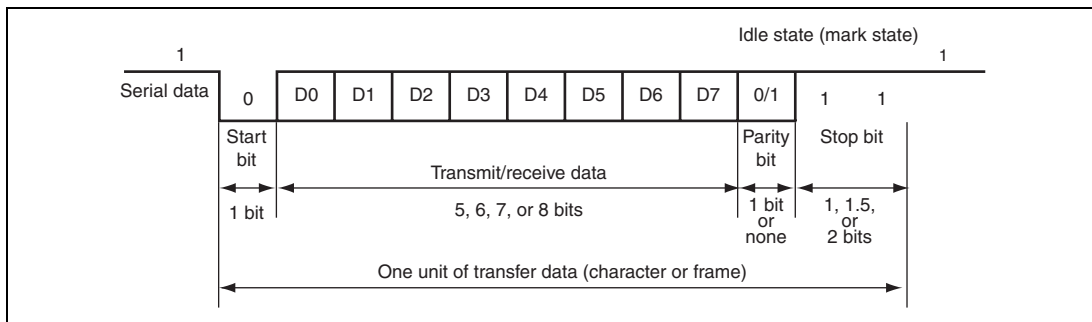 Idle state (mark state)
1
1
Serial data
0
D0
D1
D2
D3
D4
D5
D6
D7
0/1
1
1
Start
bit
Parity
bit
Stop bit
Transmit/receive data
1 bit
5, 6, 7, or 8 bits
1 bit
or
none
1, 1.5,
or
2 bits
One unit of transfer data (character or frame)